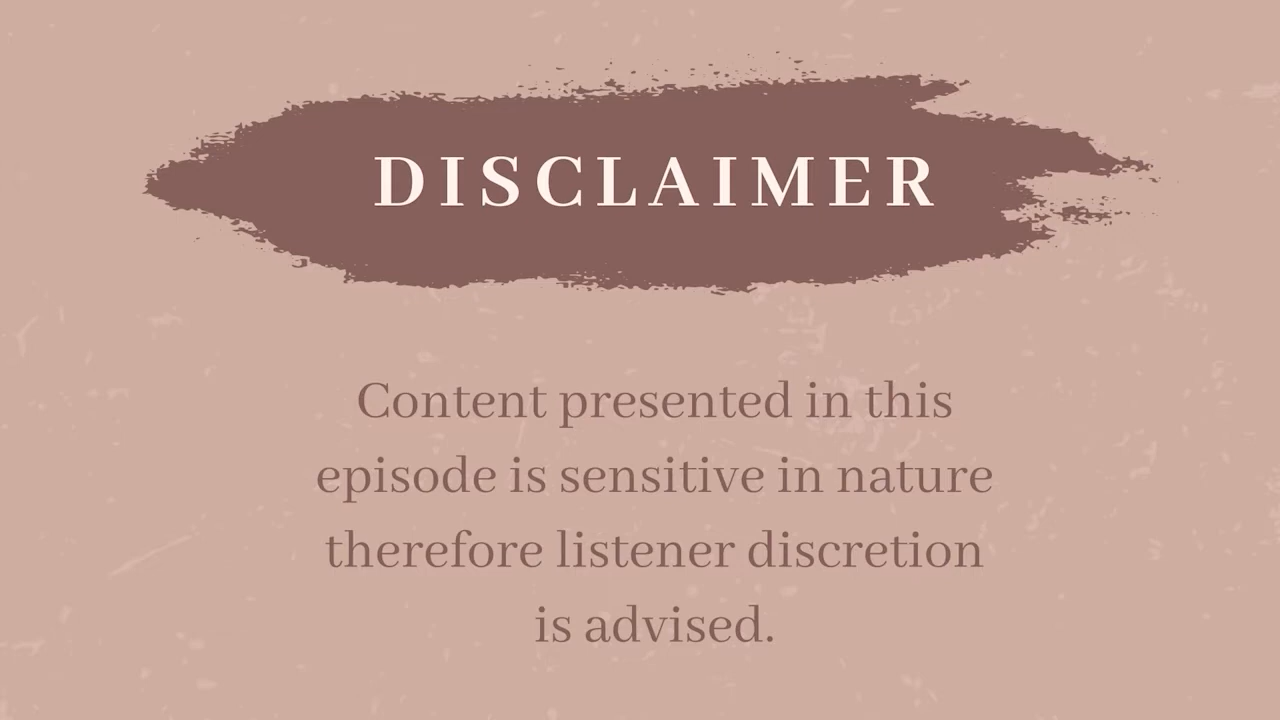 DISCLAIMER
Content presented in this
episode is sensitive in nature
therefore listener discretion
is advised.